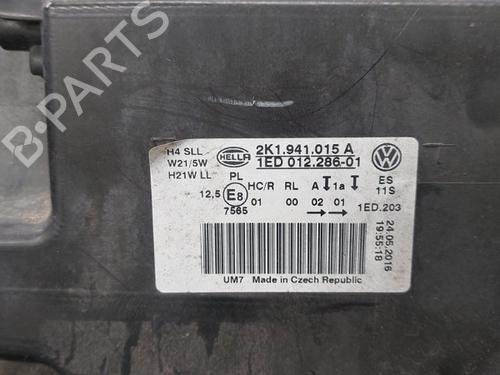 B-PARTS
H4 SLL
W21/5W
H21W LL
HELLA
PL
2K1.941.015 A
1ED 012.286-01
ES
11S
12,5
E8
7565
HC/R RL A 1a
01 00 02 01
1ED.203
24.05.2016
19:55:18
UM7 Made in Czech Republic